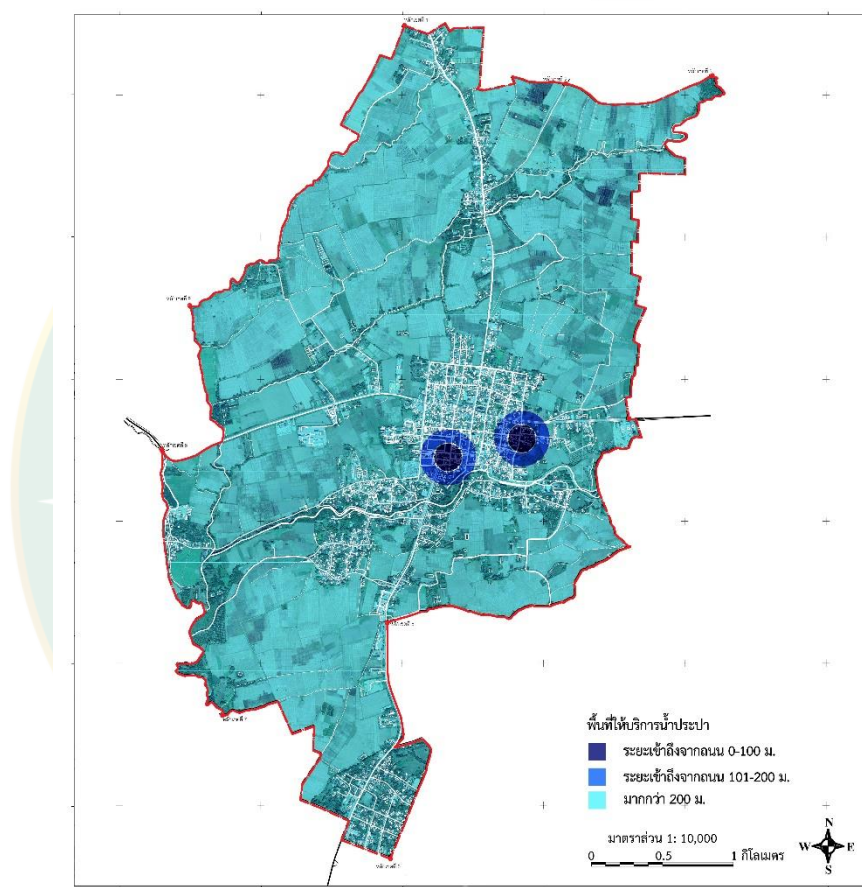 พื้นที่ให้บริการน้ำประปา
ระยะเข้าถึงจากถนน 0-100 ม.
ระยะเข้าถึงจากถนน 101-200 ม.
มากกว่า 200 ม.
มาตราส่วน 1: 10,000
0 0.5 1 กิโลเมตร
N
W E
S